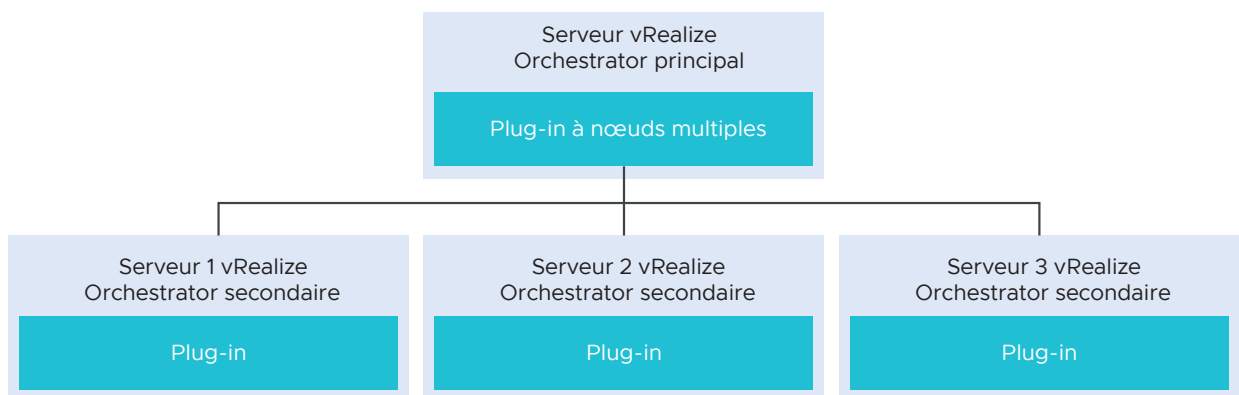 Serveur vRealize
Orchestrator principal
Plug-in à nœuds multiples
Serveur 1 vRealize
Orchestrator secondaire
Plug-in
Serveur 2 vRealize
Orchestrator secondaire
Plug-in
Serveur 3 vRealize
Orchestrator secondaire
Plug-in